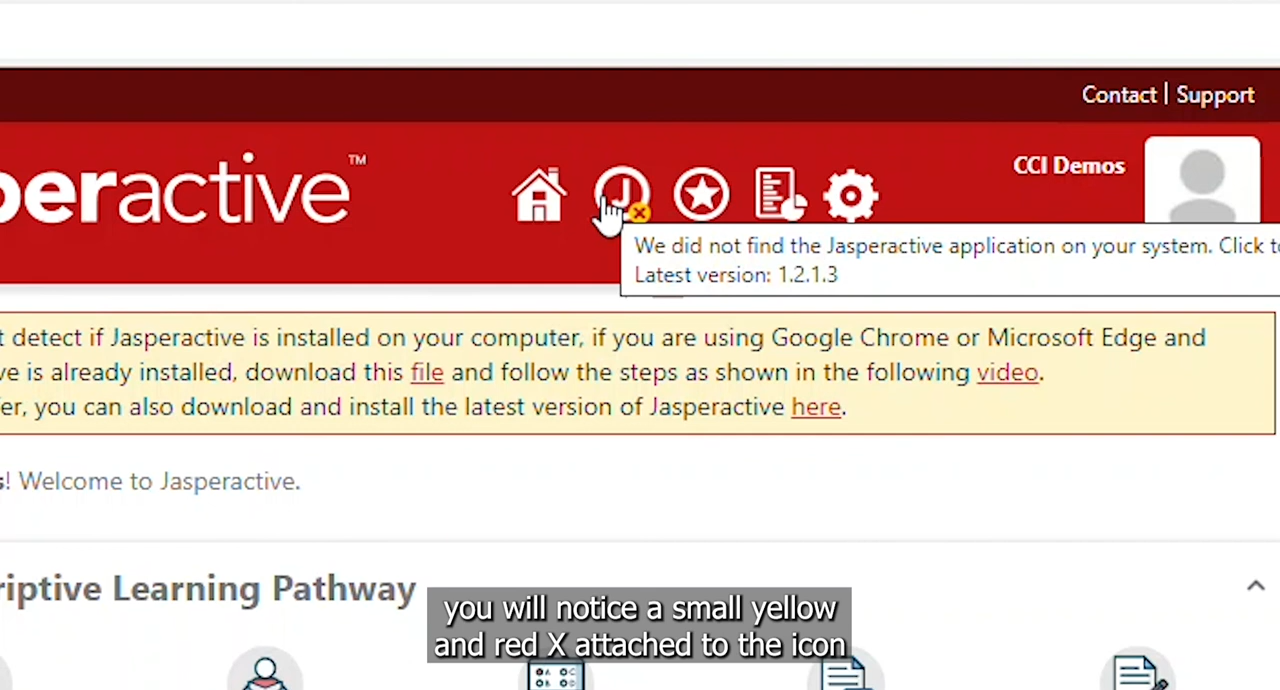 Contact | Support
peractive™
CCI Demos
We did not find the Jasperactive application on your system. Click
Latest version: 1.2.1.3
detect if Jasperactive is installed on your computer, if you are using Google Chrome or Microsoft Edge and
is already installed, download this file and follow the steps as shown in the following video.
you can also download and install the latest version of Jasperactive here.
! Welcome to Jasperactive.
riptive Learning Pathway
you will notice a small yellow
and red X attached to the icon